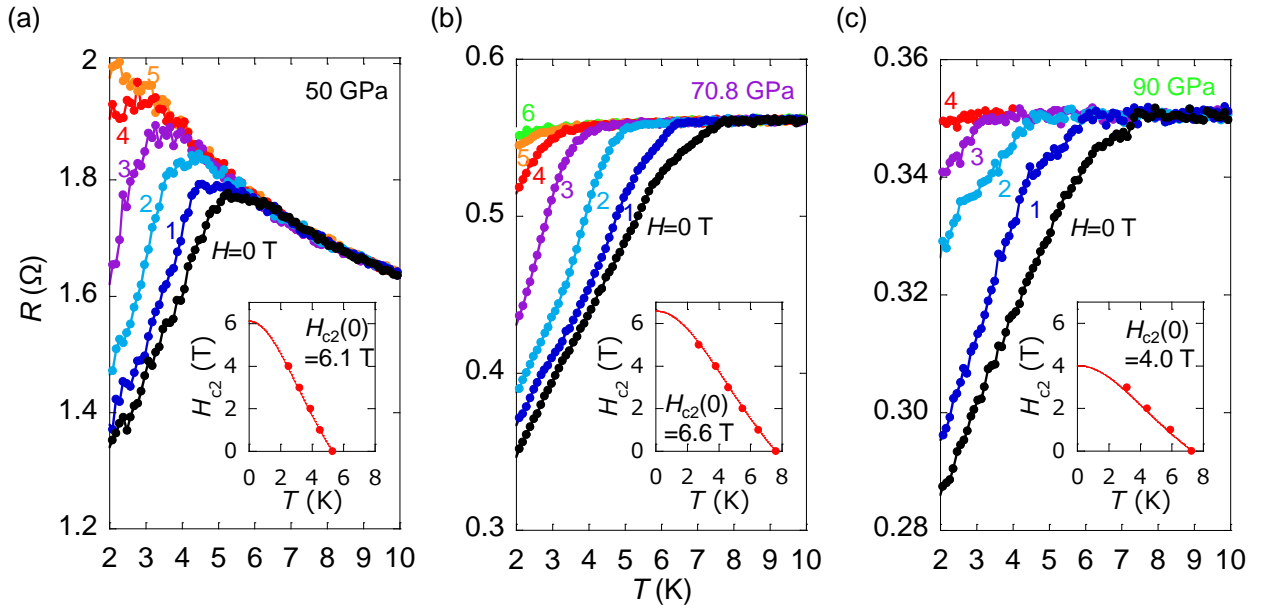 (a)
(b)
(c)
50 GPa
70.8 GPa
90 GPa
R (Ω)
2
1.8
1.6
1.4
1.2
5
4
3
2
1
H=0 T
Hc2(0)
=6.1 T
Hc2 (T)
6
4
2
0
0 2 4 6 8
T (K)
2 3 4 5 6 7 8 9 10
0.6
0.5
0.4
0.3
6
5
4
3
2
1
H=0 T
Hc2(0)
=6.6 T
Hc2 (T)
6
4
2
0
0 2 4 6 8
T (K)
2 3 4 5 6 7 8 9 10
T (K)
0.36
0.34
0.32
0.30
0.28
4
3
2
1
H=0 T
Hc2(0)
=4.0 T
Hc2 (T)
6
4
2
0
0 2 4 6 8
T (K)
2 3 4 5 6 7 8 9 10